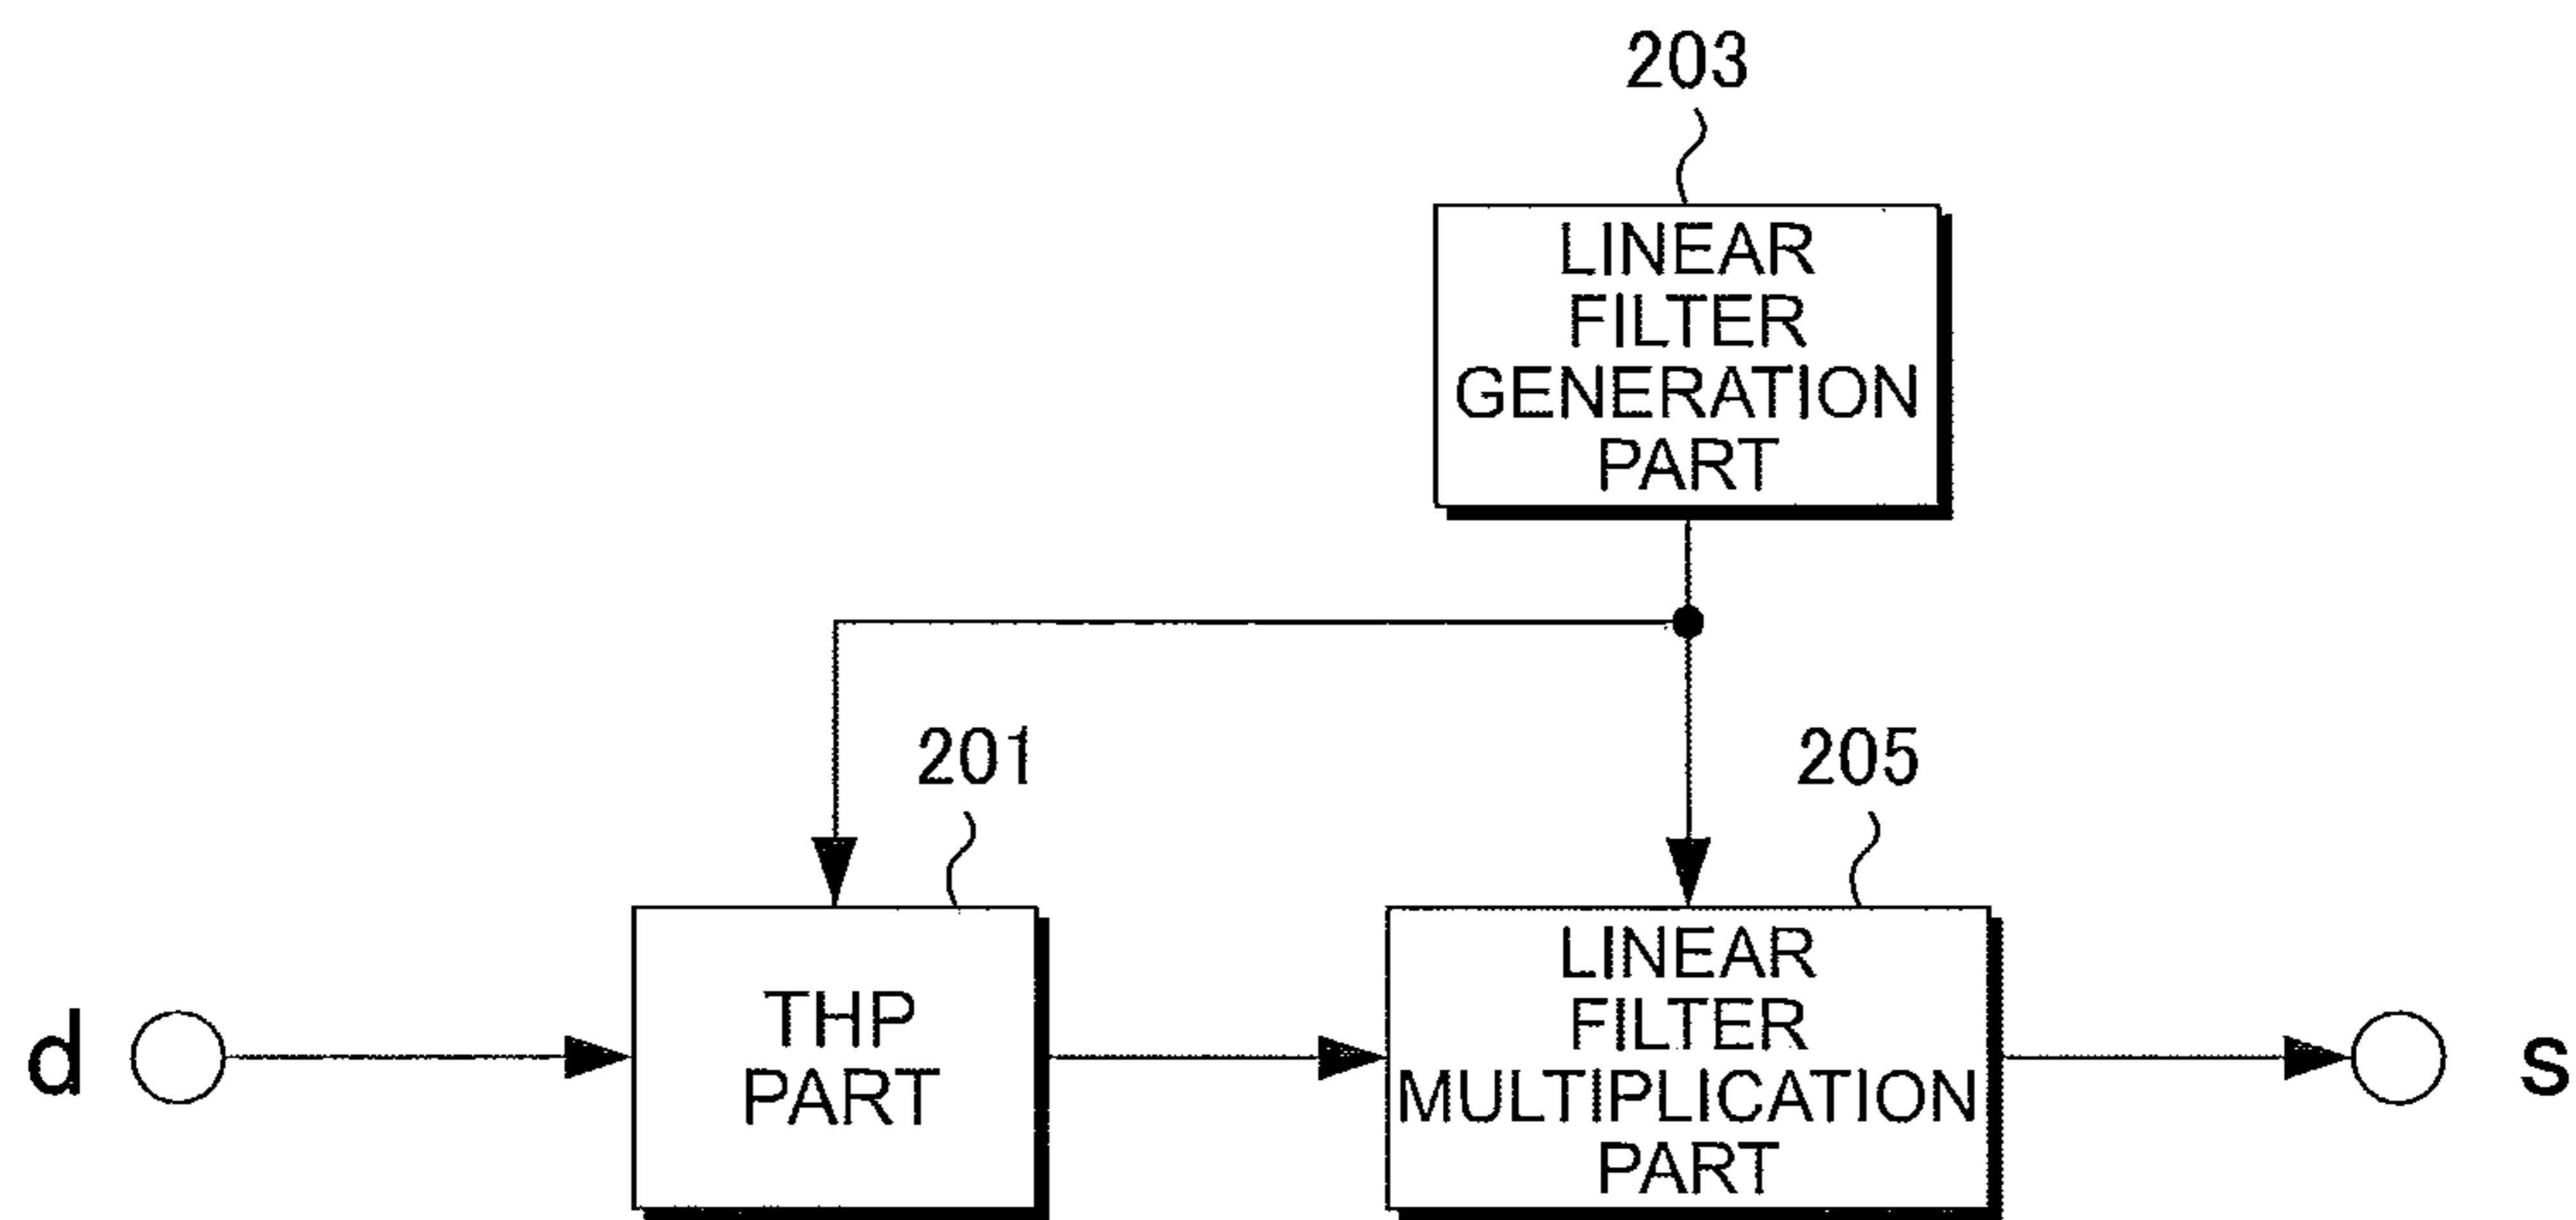 203
LINEAR
FILTER
GENERATION
PART
201
205
d
THP
PART
LINEAR
FILTER
MULTIPLICATION
PART
s